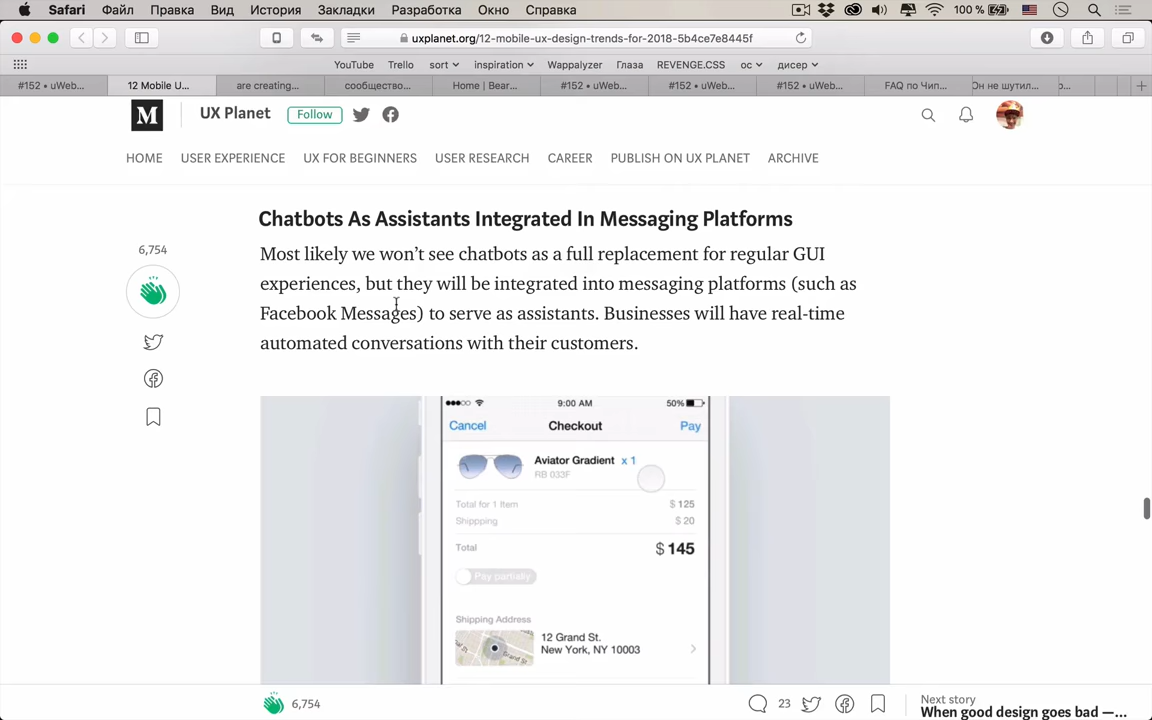 Safari Файл Правка Вид История Закладки Разработка Окно Справка 100 %
uxplanet.org/12-mobile-ux-design-trends-for-2018-5b4ce7e8445f
YouTube Trello sort inspiration Wappalyzer Глаза REVENGE.CSS ос дисер
#152 • uWeb... 12 Mobile U... are creating... сообщество... Home | Bear... #152 • uWeb... #152 • uWeb... #152 • uWeb... FAQ по Чип... Он не шутил...
M UX Planet Follow
HOME USER EXPERIENCE UX FOR BEGINNERS USER RESEARCH CAREER PUBLISH ON UX PLANET ARCHIVE
Chatbots As Assistants Integrated In Messaging Platforms
6,754
Most likely we won’t see chatbots as a full replacement for regular GUI
experiences, but they will be integrated into messaging platforms (such as
Facebook Messages) to serve as assistants. Businesses will have real-time
automated conversations with their customers.
9:00 AM 50%
Cancel Checkout Pay
Aviator Gradient x 1
RB 033F
Total for 1 Item $ 125
Shippping $ 20
Total $ 145
Pay partialy
Shipping Address
12 Grand St.
New York, NY 10003
6,754 23
Next story
When good design goes bad —...